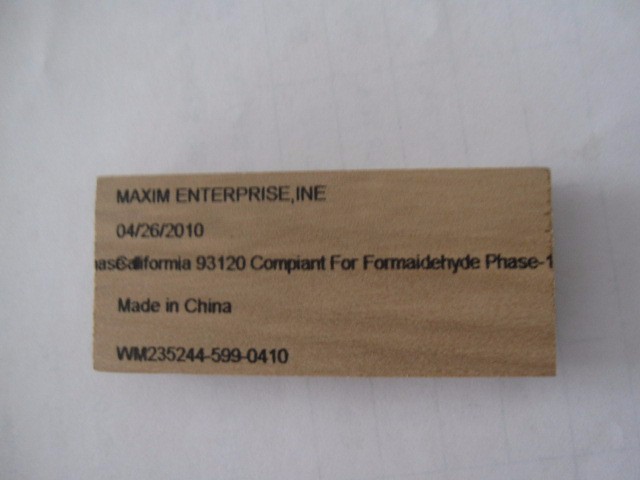 MAXIM ENTERPRISE,INE
04/26/2010
California 93120 Compiant For Formaidehyde Phase-1
Made in China
WM235244-599-0410